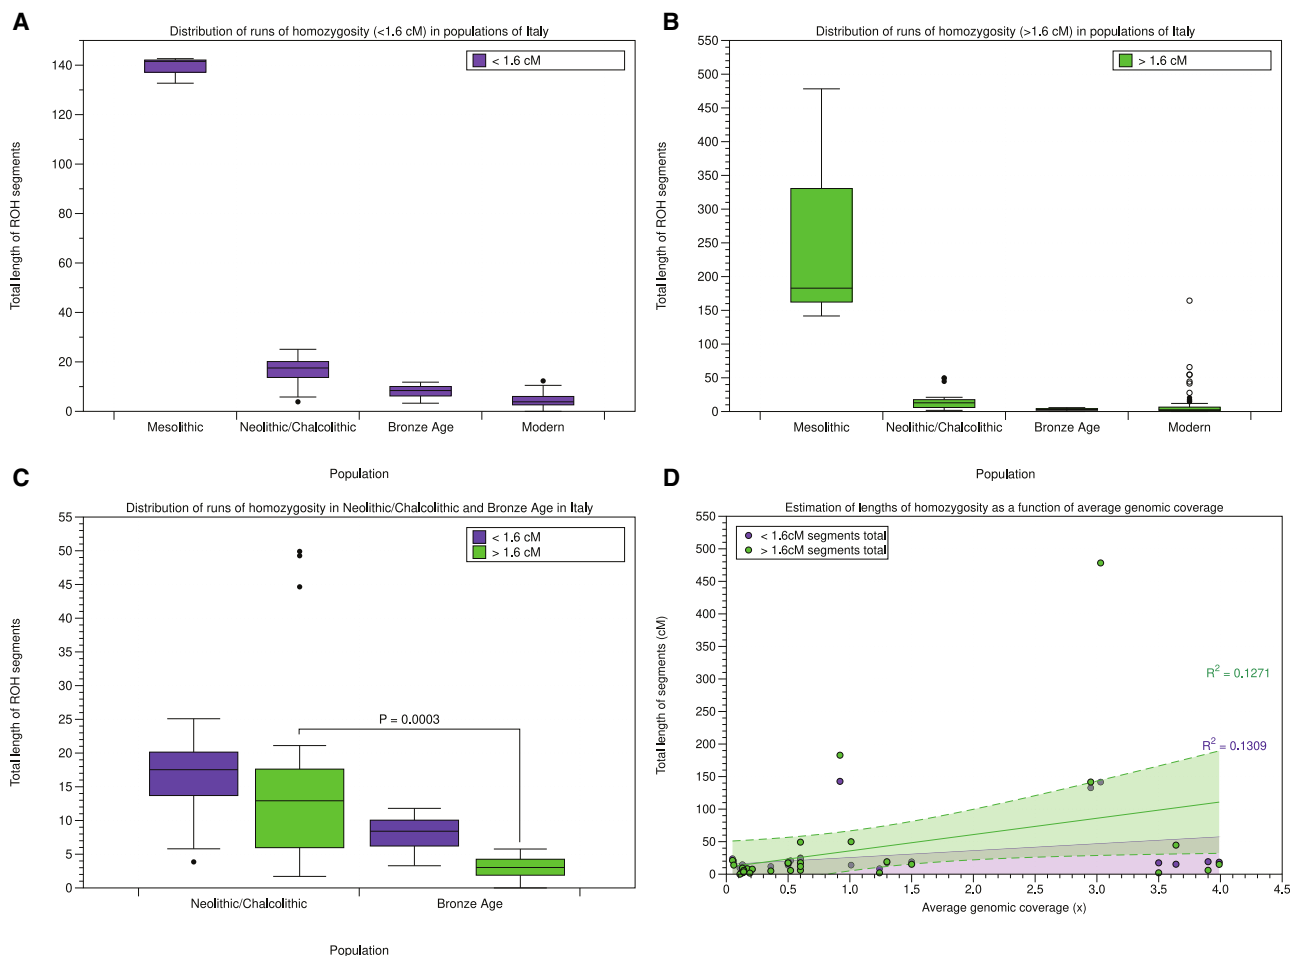 A
Distribution of runs of homozygosity (<1.6 cM) in populations of Italy
< 1.6 cM
140
120
100
80
60
40
20
0
Total length of ROH segments
Mesolithic
Neolithic/Chalcolithic
Bronze Age
Modern
Population
B
Distribution of runs of homozygosity (>1.6 cM) in populations of Italy
> 1.6 cM
550
500
450
400
350
300
250
200
150
100
50
0
Total length of ROH segments
Mesolithic
Neolithic/Chalcolithic
Bronze Age
Modern
Population
C
Distribution of runs of homozygosity in Neolithic/Chalcolithic and Bronze Age in Italy
< 1.6 cM
> 1.6 cM
55
50
45
40
35
30
25
20
15
10
5
0
Total length of ROH segments
P = 0.0003
Neolithic/Chalcolithic
Bronze Age
Population
D
Estimation of lengths of homozygosity as a function of average genomic coverage
< 1.6cM segments total
> 1.6cM segments total
550
500
450
400
350
300
250
200
150
100
50
0
Total length of segments (cM)
R² = 0.1271
R² = 0.1309
0
0.5
1.0
1.5
2.0
2.5
3.0
3.5
4.0
4.5
Average genomic coverage (x)